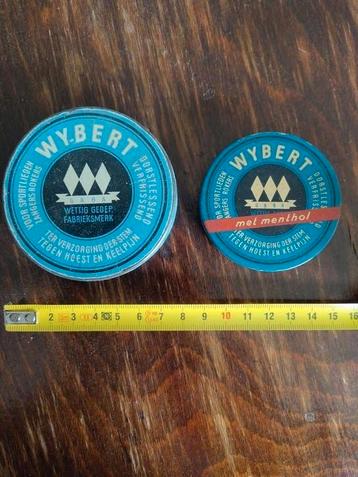 WY-BERT
VOOR SPORTLIEDEN
ZANGERS ROKERS
DORSTLESSEND
VERFRISSEND
GABA
WETTIG GEDEP.
FABRIEKSMERK
TER VERZORGING DER STEM
TEGEN HOEST EN KEELPIJN
WYBERT
VOOR SPORTLIEDEN
ZANGERS ROKERS
DORSTLESSEND
VERFRISSEND
GABA
met menthol
TER VERZORGING DER STEM
TEGEN HOEST EN KEELPIJN
2 3 4 5 6 7 8 9 10 11 12 13 14 15 16